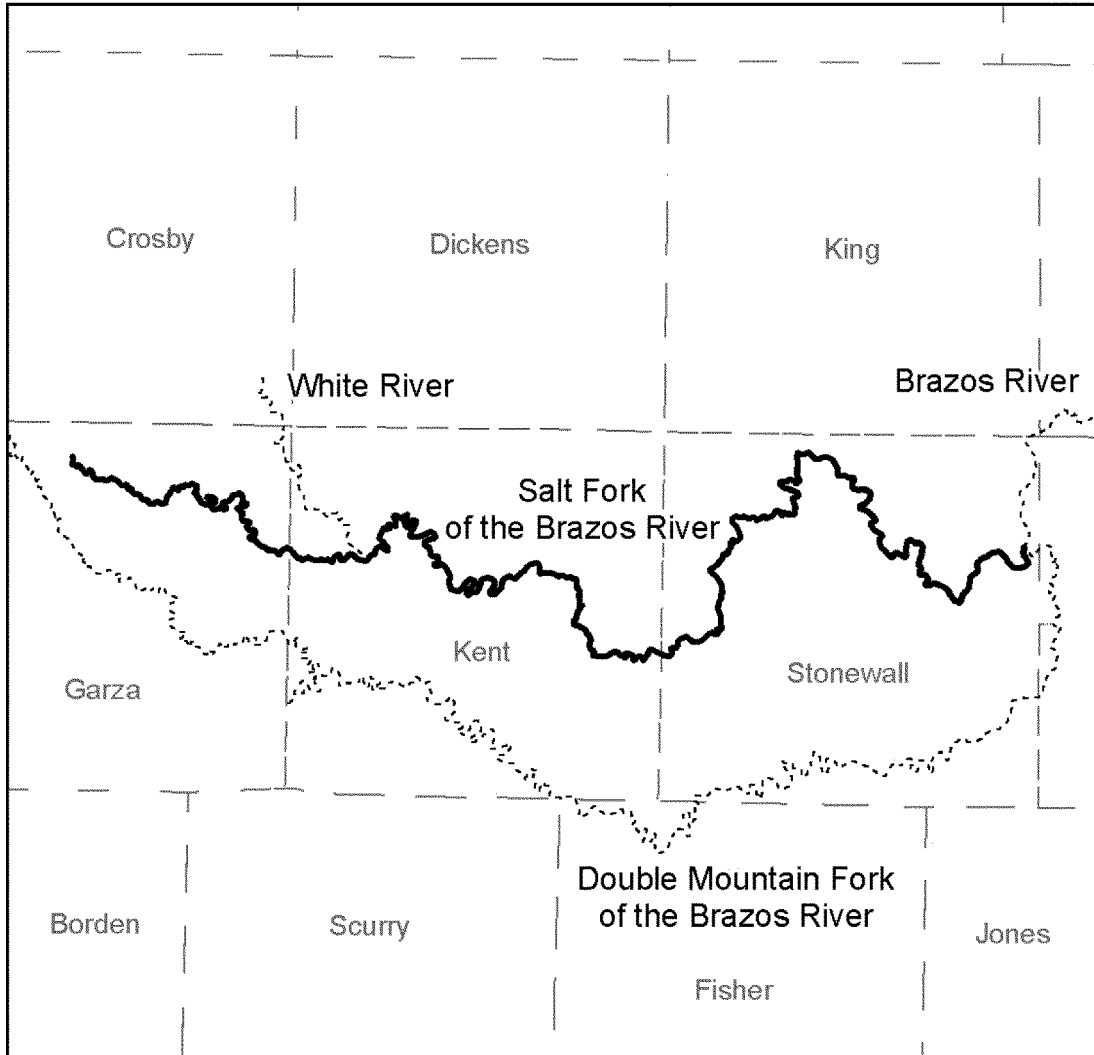 Crosby
Dickens
King
White River
Brazos River
Salt Fork
of the Brazos River
Kent
Stonewall
Garza
Double Mountain Fork
of the Brazos River
Borden
Scurry
Jones
Fisher